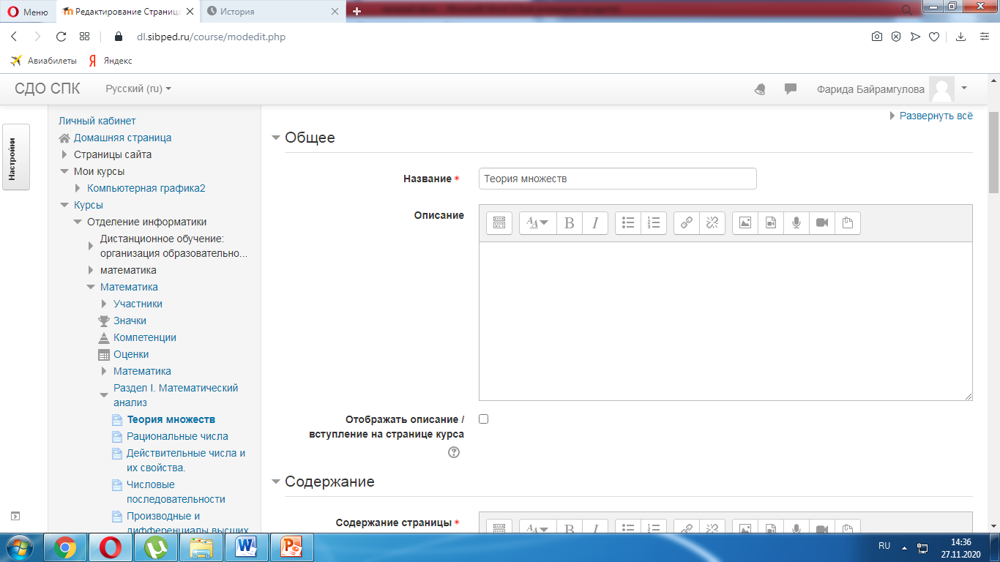 Меню
Редактирование Страница
История
dl.sibped.ru/course/modedit.php
Авиабилеты
Яндекс
СДО СПК
Русский (ru)
Фарида Байрамгулова
Настройки
Личный кабинет
Домашняя страница
Страницы сайта
Мои курсы
Компьютерная графика2
Курсы
Отделение информатики
Дистанционное обучение:
организация образовательно...
математика
Математика
Участники
Значки
Компетенции
Оценки
Математика
Раздел I. Математический
анализ
Теория множеств
Рациональные числа
Действительные числа и
их свойства.
Числовые
последовательности
Производные и
дифференциалы высших
Развернуть всё
Общее
Название *
Теория множеств
Описание
Отображать описание /
вступление на странице курса
Содержание
Содержание страницы *
RU
14:36
27.11.2020